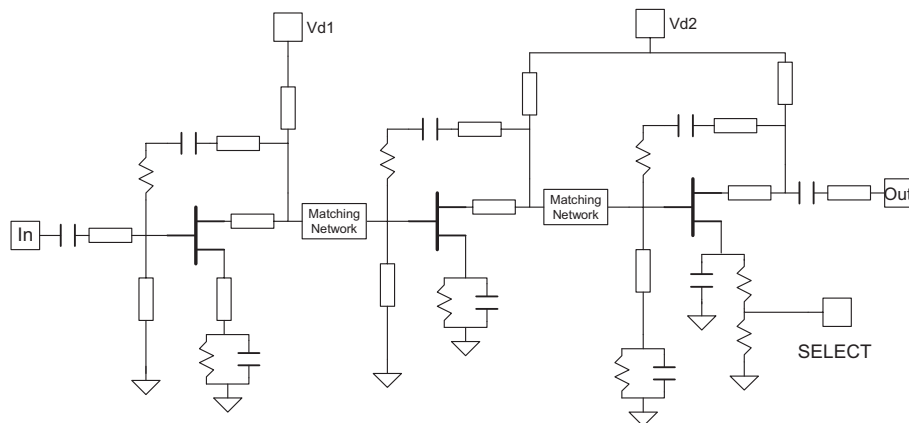 Vd1
Vd2
In
Matching
Network
Matching
Network
Out
SELECT